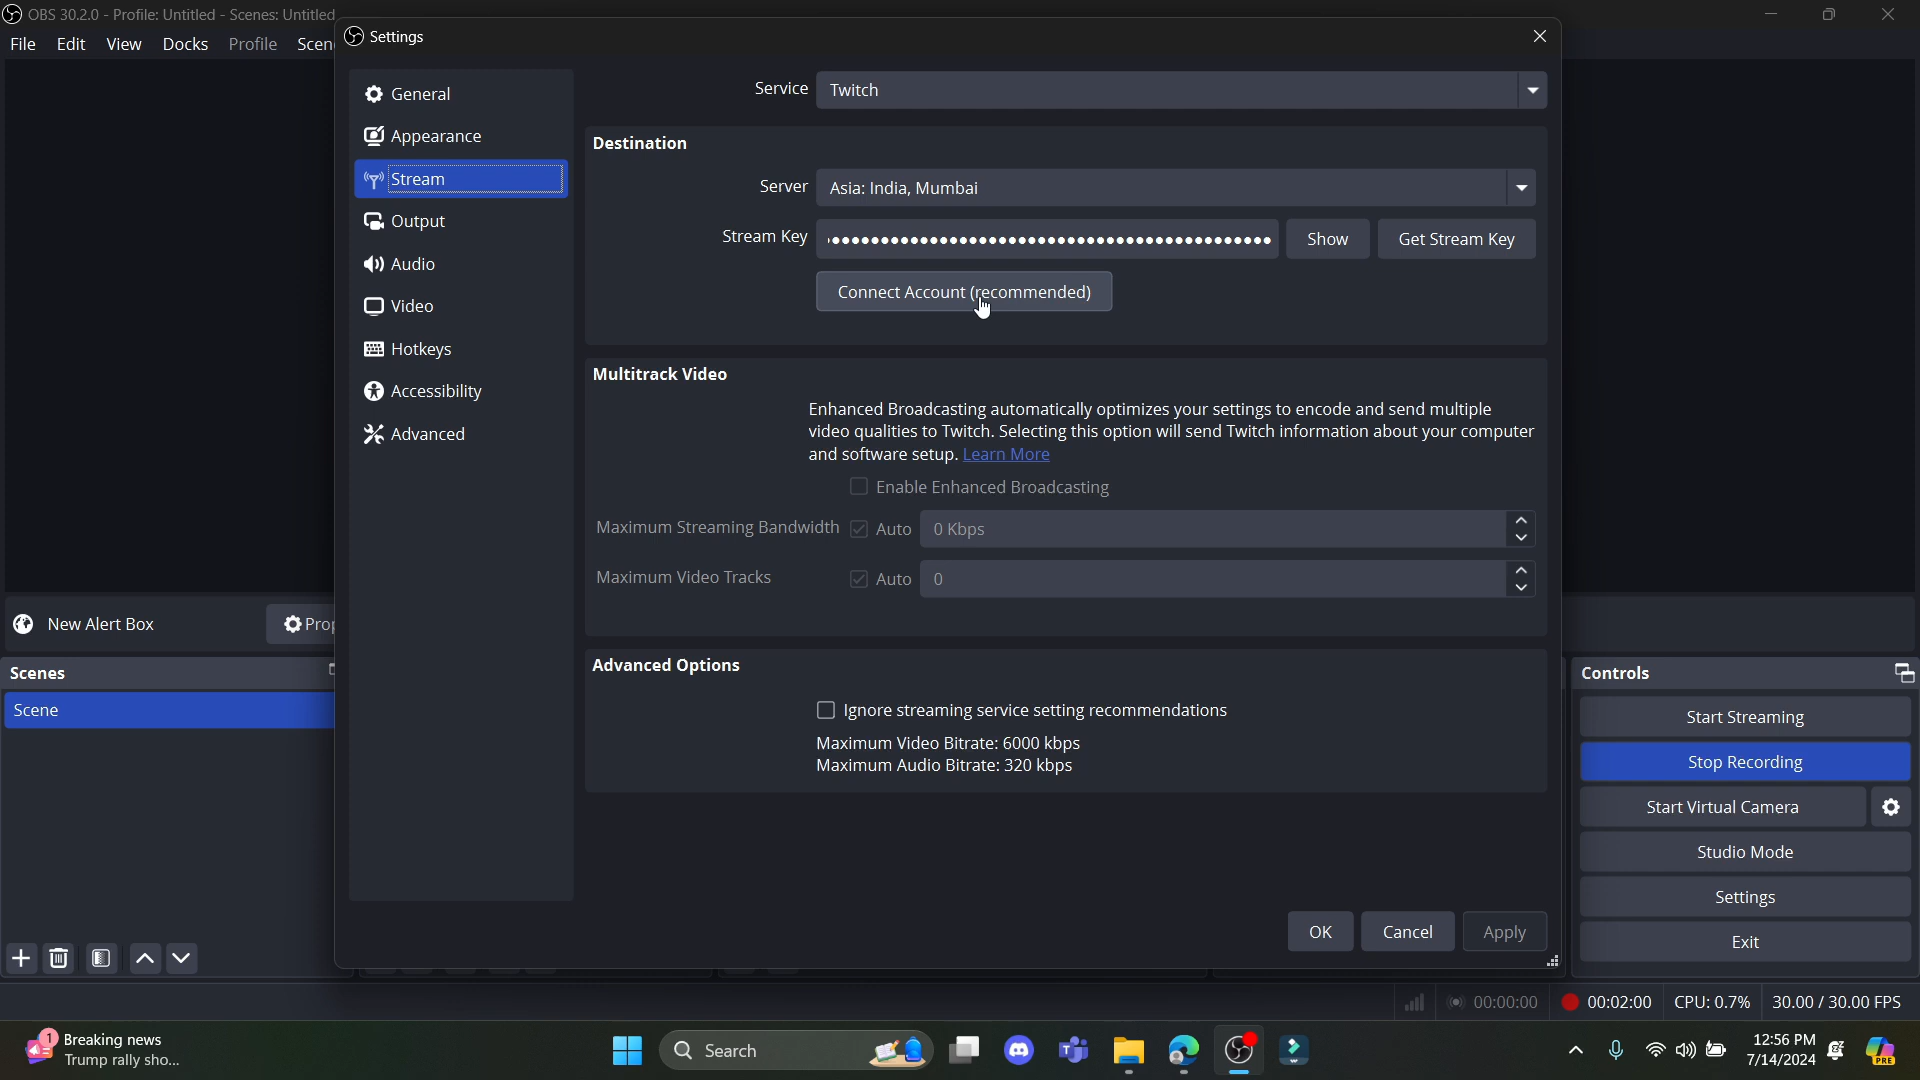 OBS 30.2.0 - Profile: Untitled - Scenes: Untitled
File Edit View Docks Profile Scen
Settings
General
Appearance
Stream
Output
Audio
Video
Hotkeys
Accessibility
Advanced
Service Twitch
Destination
Server Asia: India, Mumbai
Stream Key Show Get Stream Key
Connect Account (recommended)
Multitrack Video
Enhanced Broadcasting automatically optimizes your settings to encode and send multiple
video qualities to Twitch. Selecting this option will send Twitch information about your computer
and software setup. Learn More
Enable Enhanced Broadcasting
Maximum Streaming Bandwidth Auto 0 Kbps
Maximum Video Tracks Auto 0
Advanced Options
Ignore streaming service setting recommendations
Maximum Video Bitrate: 6000 kbps
Maximum Audio Bitrate: 320 kbps
OK Cancel Apply
New Alert Box Prop
Scenes
Scene
Controls
Start Streaming
Stop Recording
Start Virtual Camera
Studio Mode
Settings
Exit
00:00:00 00:02:00 CPU: 0.7% 30.00 / 30.00 FPS
1
Breaking news
Trump rally sho...
Search
12:56 PM
7/14/2024
PRE